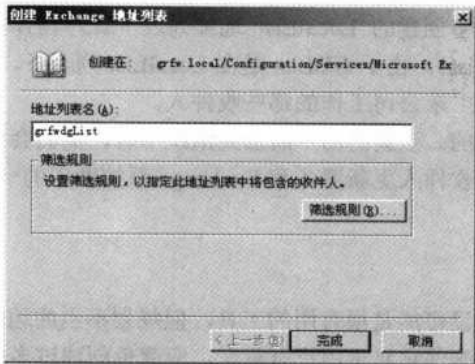 创建 Exchange 地址列表
创建在 grfw.local/Configuration/Services/Microsoft Ex
地址列表名(A):
grfwdgList
筛选规则
设置筛选规则，以指定此地址列表中将包含的收件人。
筛选规则(R)...
<上一步(B) 完成 取消